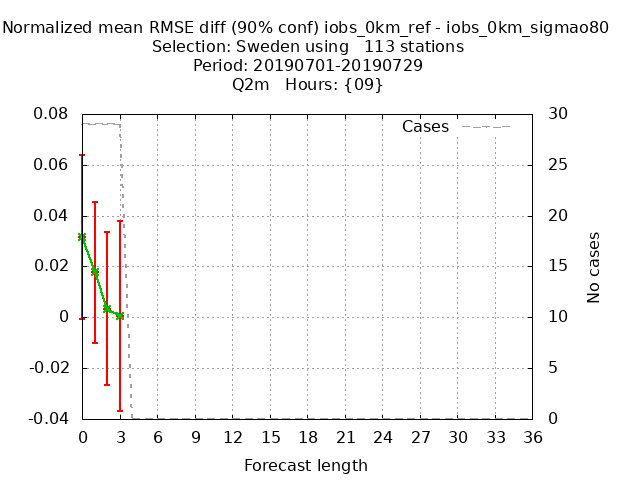 Normalized mean RMSE diff (90% conf) iobs_0km_ref - iobs_0km_sigmao80
Selection: Sweden using   113 stations
Period: 20190701-20190729
Q2m   Hours: {09}
Cases
0.08
0.06
0.04
0.02
0
-0.02
-0.04
30
25
20
15
10
5
0
No cases
0 3 6 9 12 15 18 21 24 27 30 33 36
Forecast length